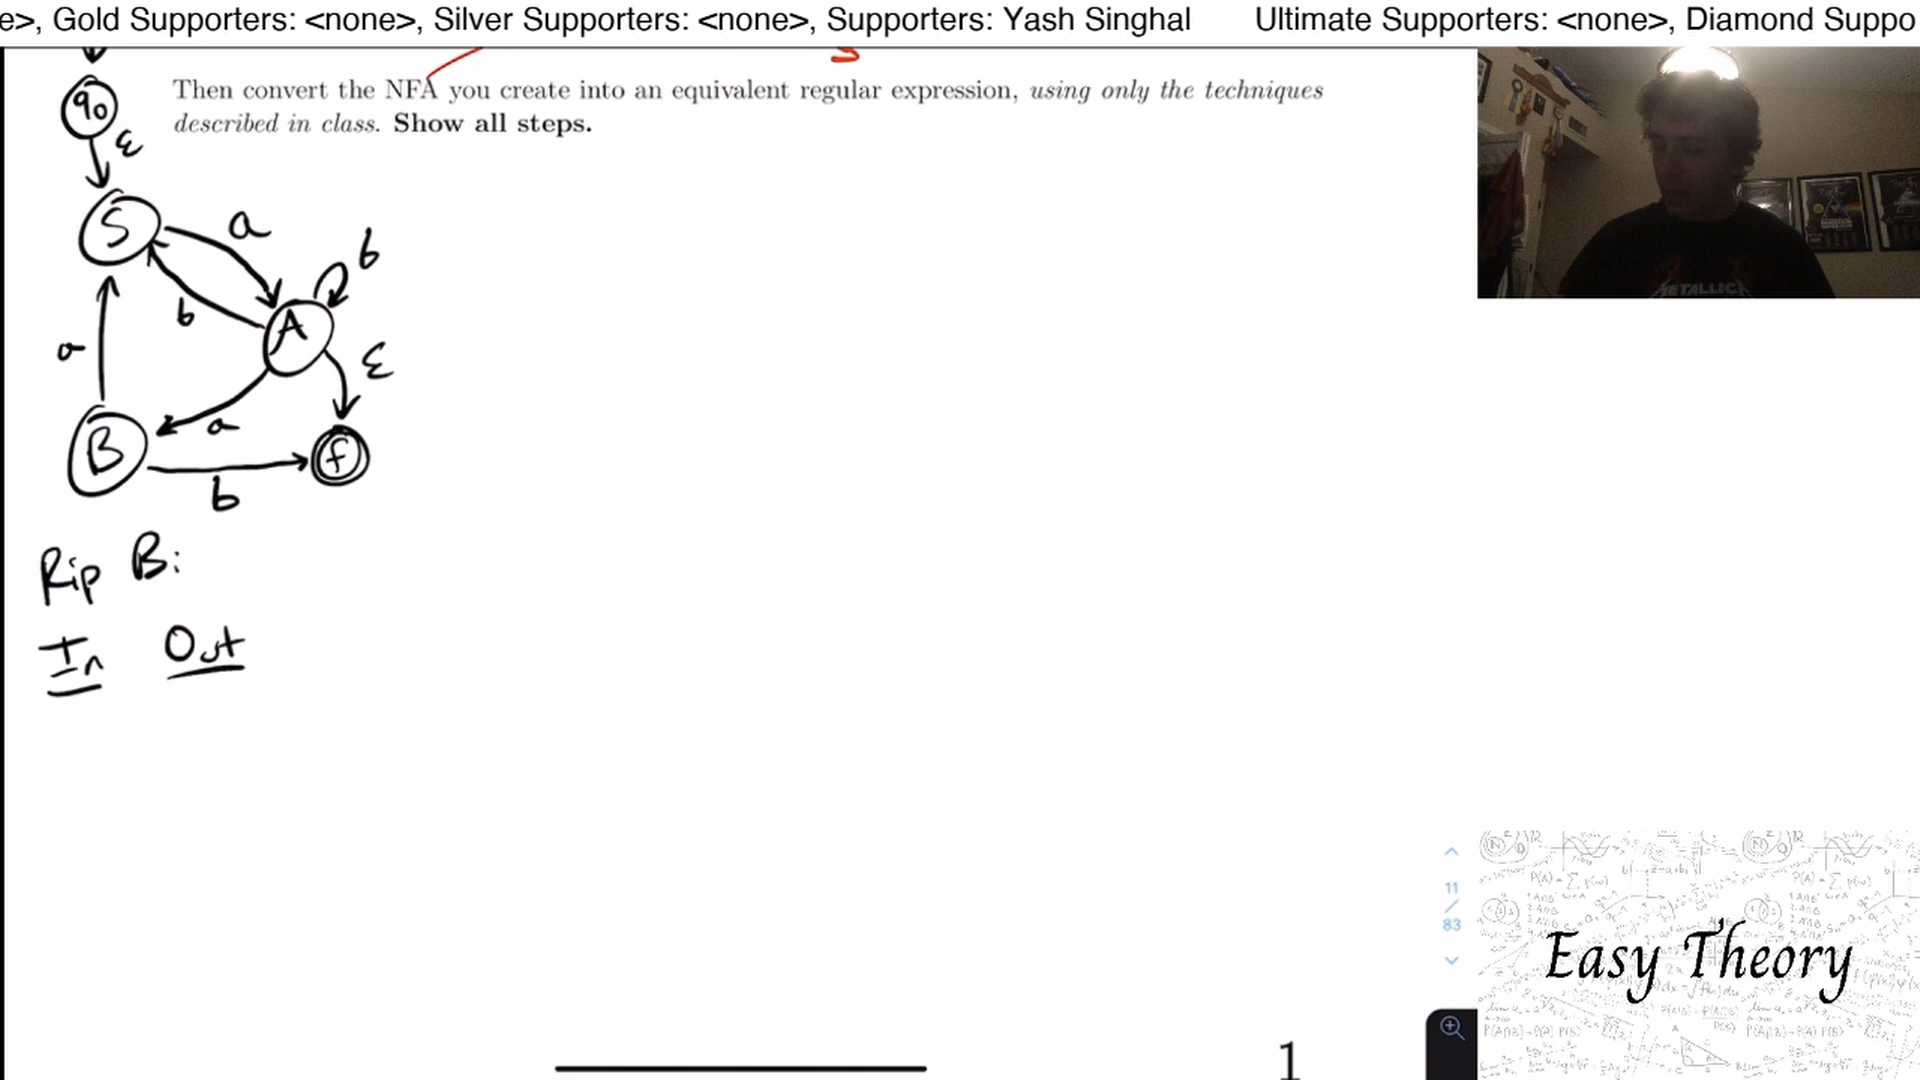 e>, Gold Supporters: <none>, Silver Supporters: <none>, Supporters: Yash Singhal Ultimate Supporters: <none>, Diamond Suppo
Then convert the NFA you create into an equivalent regular expression, using only the techniques
described in class. Show all steps.
q0
ε
S
a
b
b
A
a
ε
a
B
f
b
Rip B:
In Out
METALLICA
11
/
83
Easy Theory
1